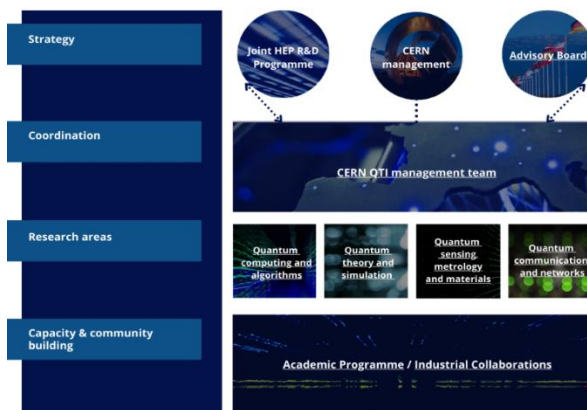 Strategy
Joint HEP R&D
Programme
CERN
management
Advisory Board
Coordination
CERN QTI management team
Research areas
Quantum
computing and
algorithms
Quantum
theory and
simulation
Quantum
sensing,
metrology
and materials
Quantum
communication
and networks
Capacity & community
building
Academic Programme / Industrial Collaborations